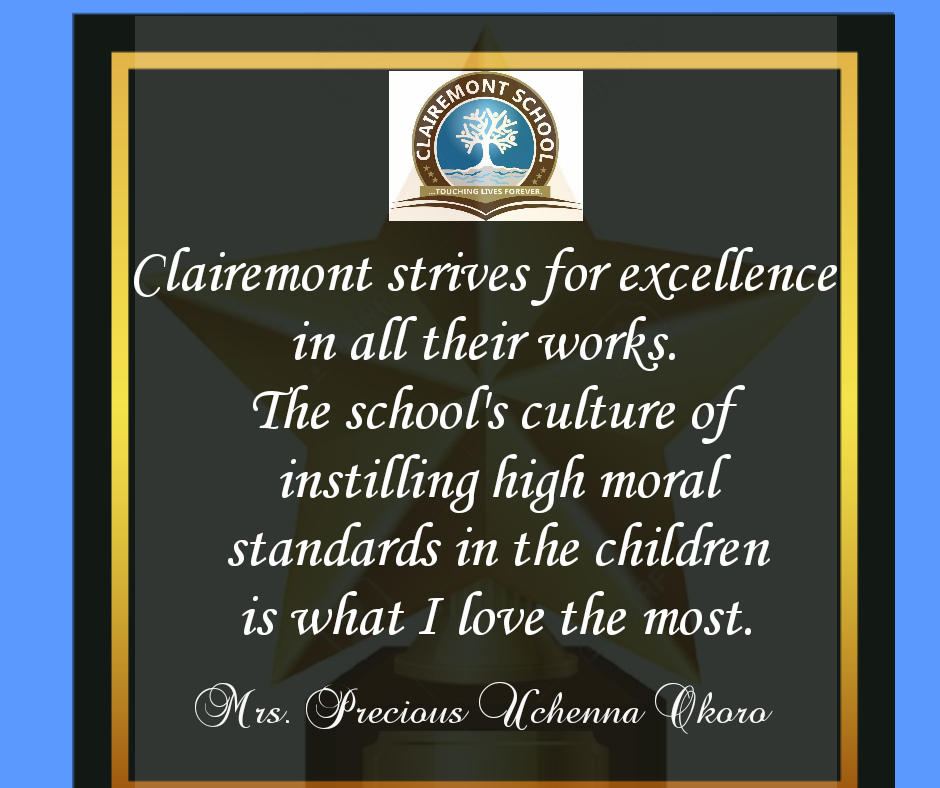 CLAIREMONT SCHOOL
...TOUCHING LIVES FOREVER.
Clairemont strives for excellence
in all their works.
The school's culture of
instilling high moral
standards in the children
is what I love the most.
Mrs. Precious Uchenna Okoro